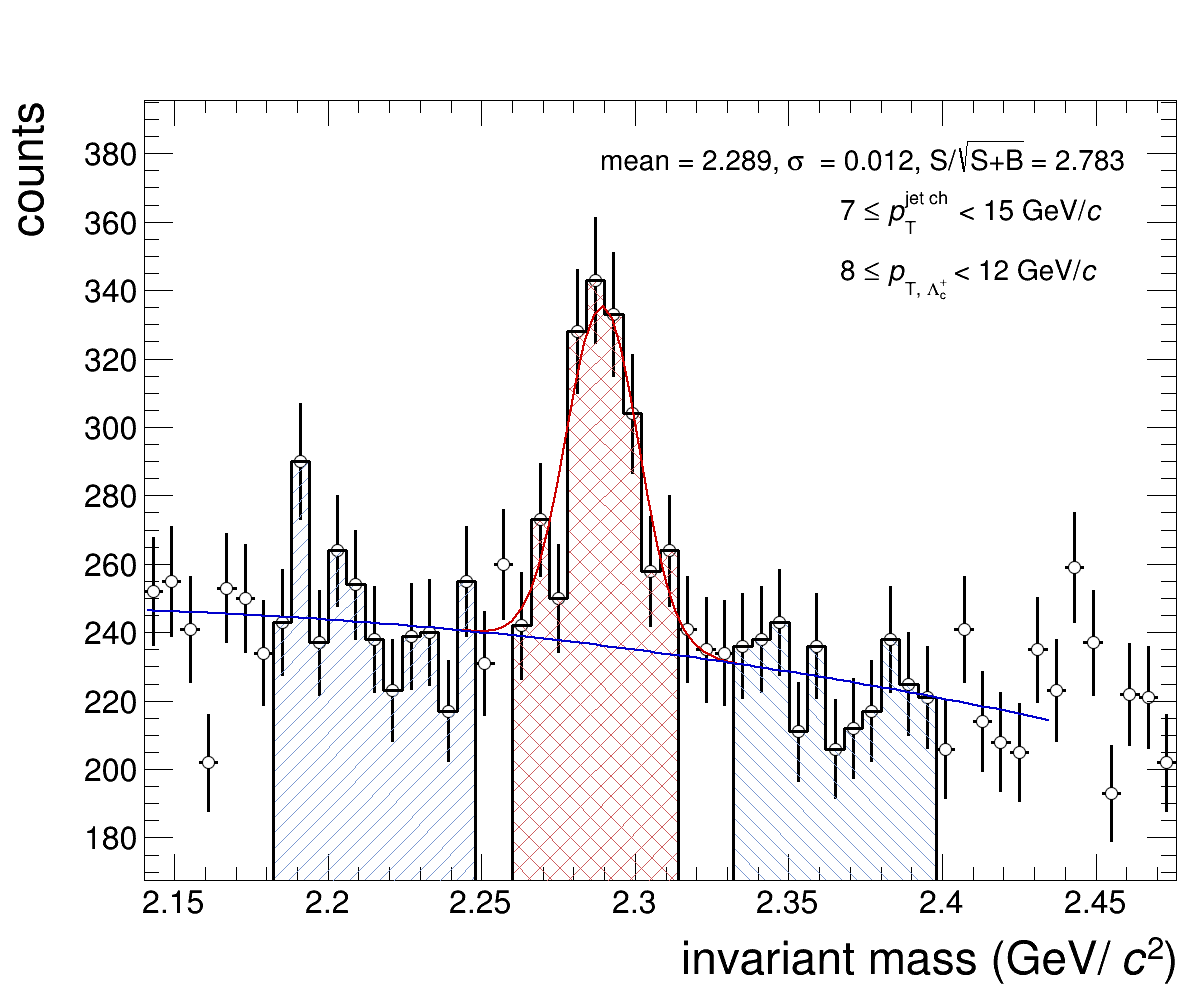 counts
380
360
340
320
300
280
260
240
220
200
180
mean = 2.289, σ = 0.012, S/√S+B = 2.783
7 ≤ p_T^jet ch < 15 GeV/c
8 ≤ p_T, Λ_c^+ < 12 GeV/c
2.15 2.2 2.25 2.3 2.35 2.4 2.45
invariant mass (GeV/ c²)